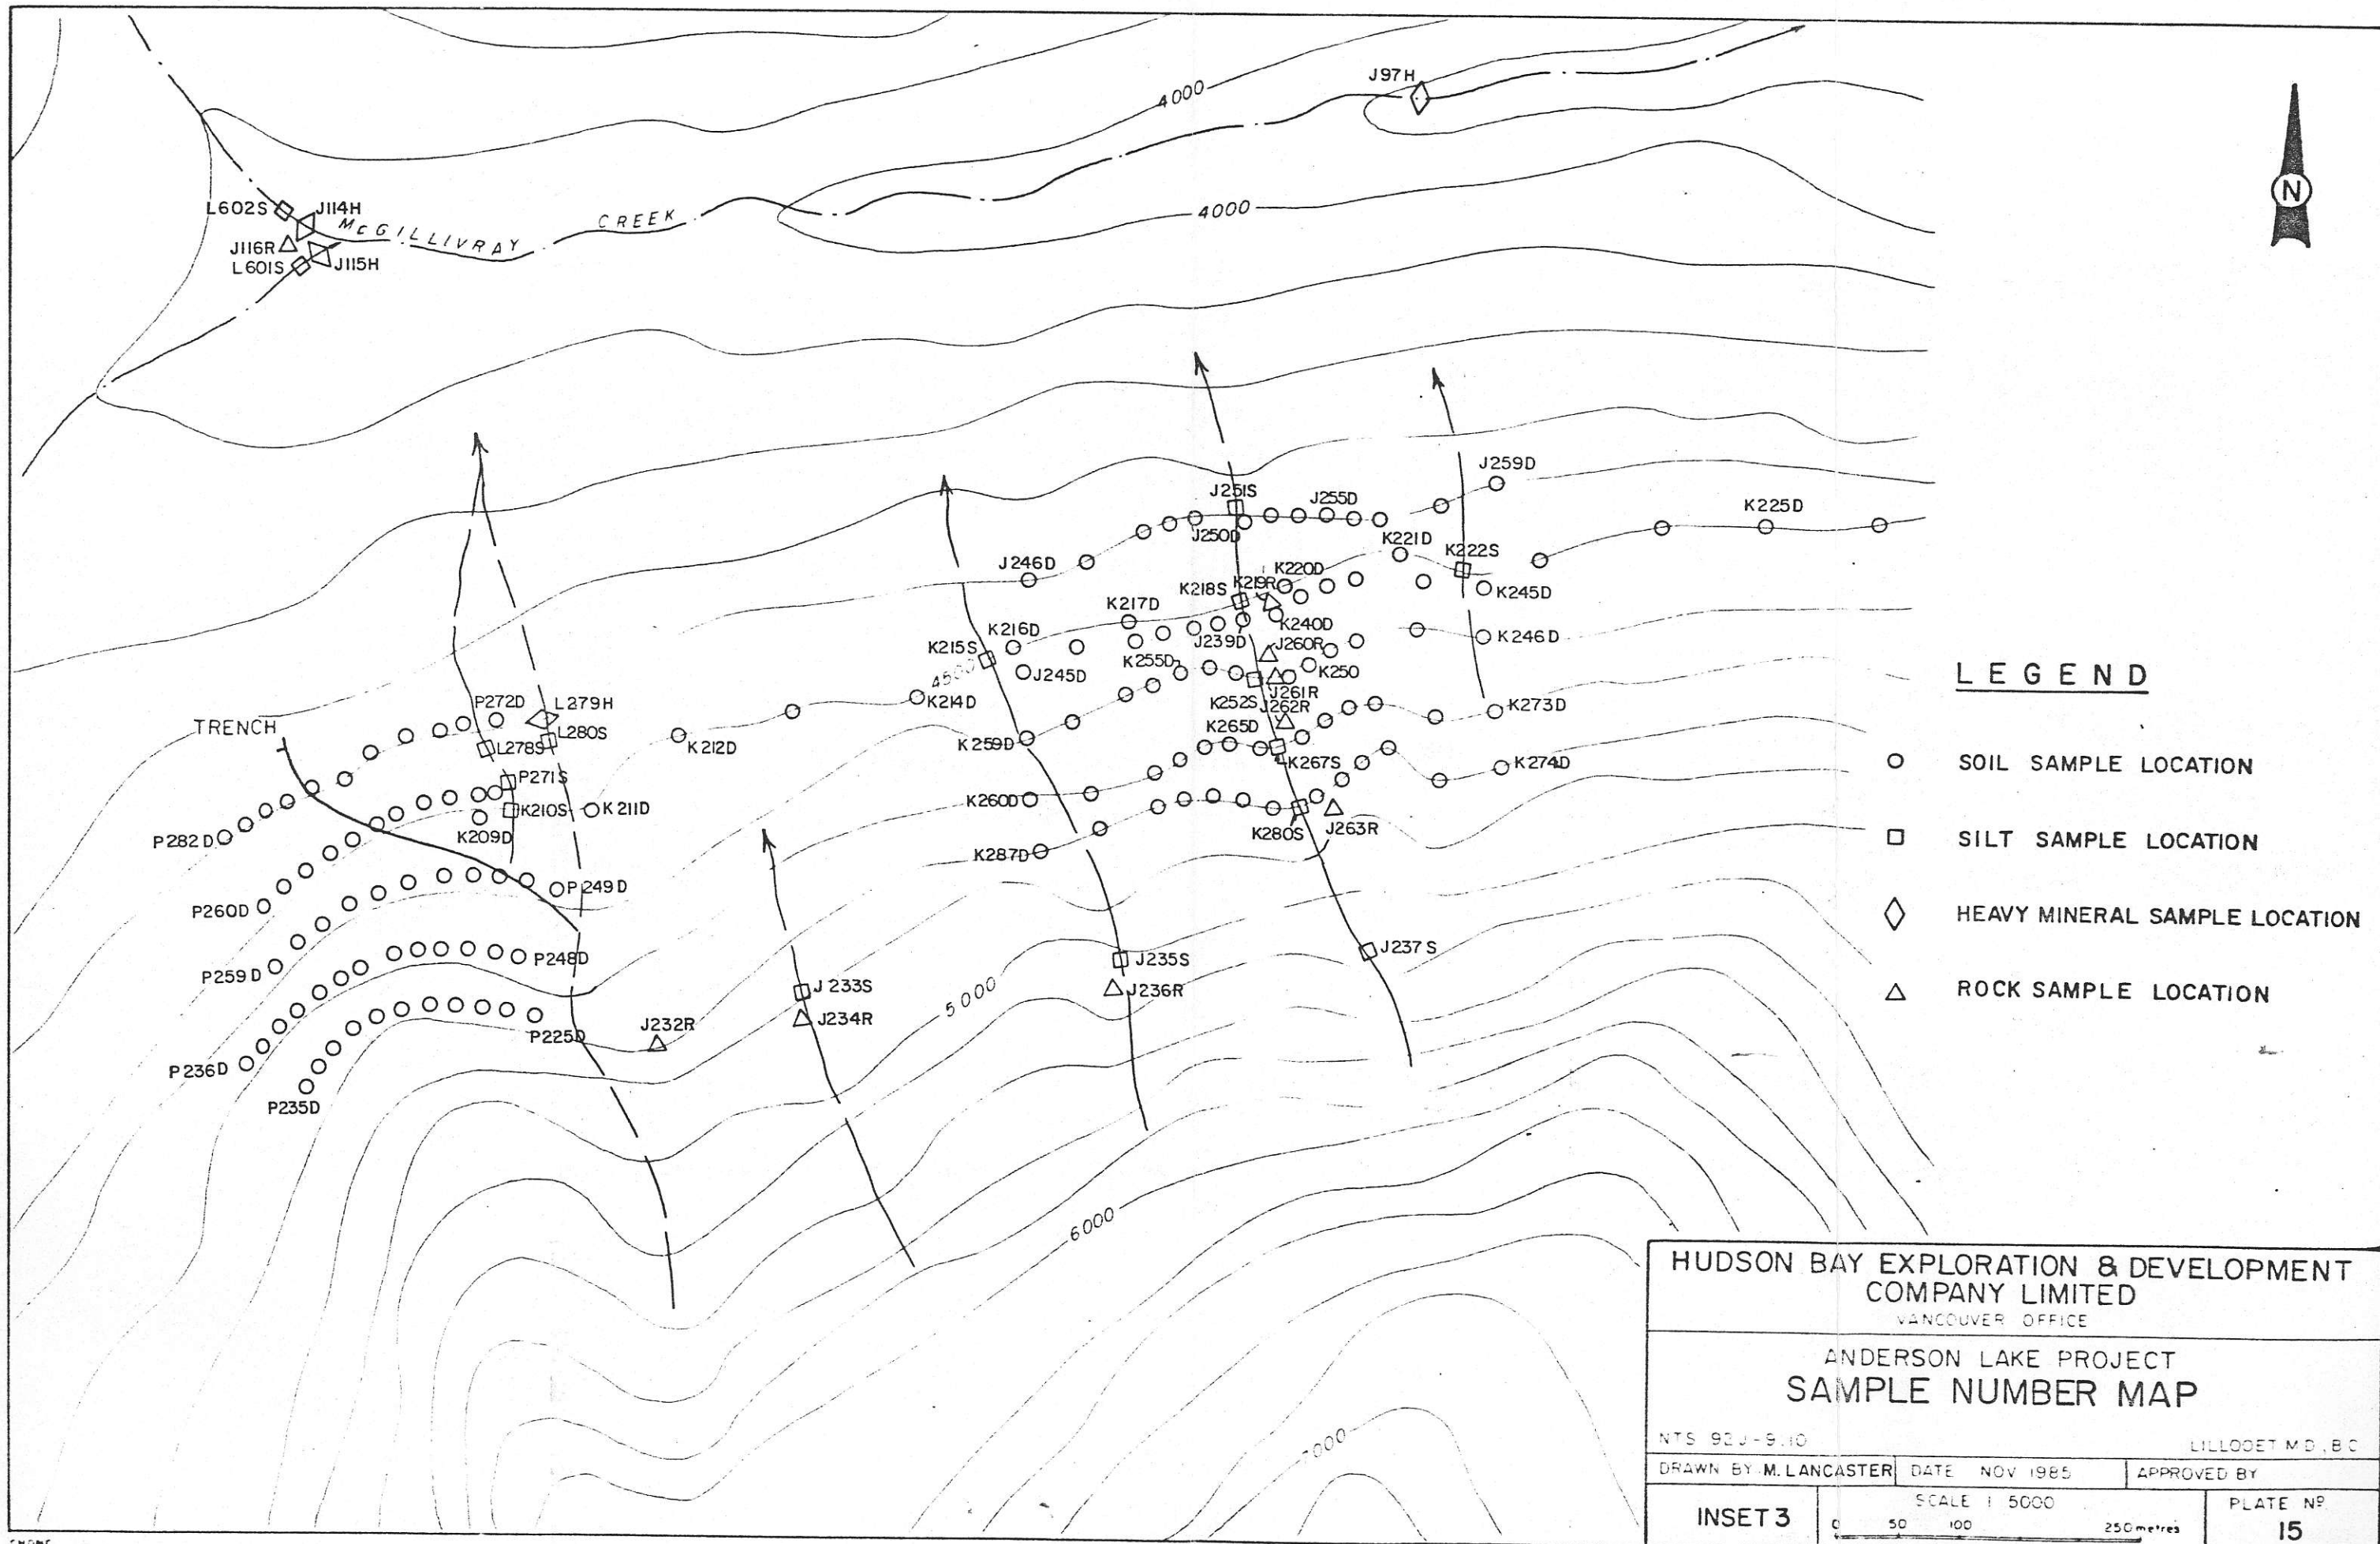 J97H
4000
L602S
J114H
McGILLIVRAY CREEK
4000
J116R
L601S
J115H
N
J259D
J251S
J255D
K225D
J250D
K221D
K222S
J246D
K220D
K219R
K218S
K245D
K217D
K240D
K216D
J239D
J260R
K246D
K215S
K255D
K250
4500
J245D
LEGEND
J261R
K252S
J262R
P272D
L279H
K214D
K273D
TRENCH
L280S
K265D
L278S
K212D
K259D
K267S
K274D
SOIL SAMPLE LOCATION
P271S
K210S
K211D
K260D
P282D
K209D
K280S
J263R
SILT SAMPLE LOCATION
K287D
P249D
P260D
HEAVY MINERAL SAMPLE LOCATION
J237S
P248D
J235S
P259D
J233S
J236R
5000
ROCK SAMPLE LOCATION
J234R
J232R
P225D
P236D
P235D
6000
7000
HUDSON BAY EXPLORATION & DEVELOPMENT
COMPANY LIMITED
VANCOUVER OFFICE
ANDERSON LAKE PROJECT
SAMPLE NUMBER MAP
NTS 92J-9,10
LILLOOET M.D., B.C.
DRAWN BY M. LANCASTER
DATE NOV 1985
APPROVED BY
INSET 3
SCALE 1 5000
0 50 100 250 metres
PLATE Nº.
15